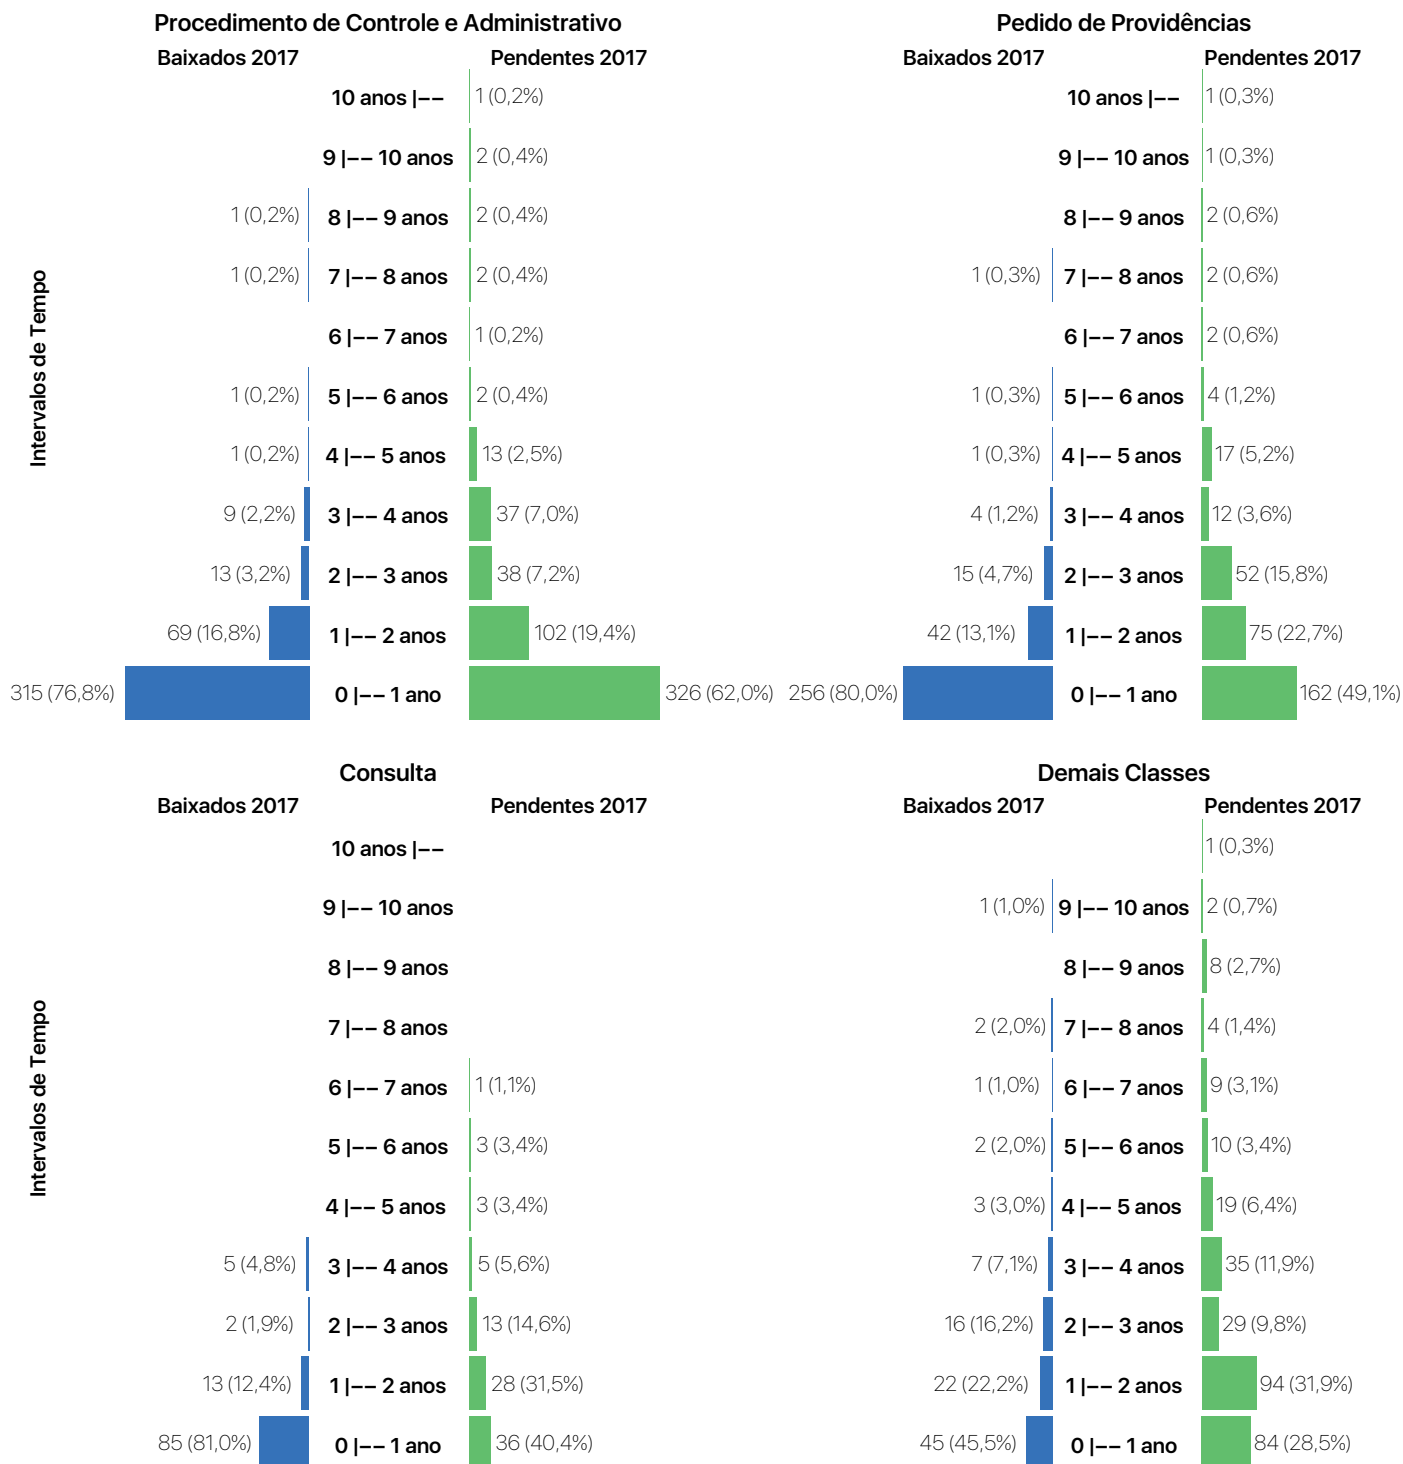 Procedimento de Controle e Administrativo
Baixados 2017 Pendentes 2017
10 anos |−− 1 (0,2%)
9 |−− 10 anos 2 (0,4%)
1 (0,2%) 8 |−− 9 anos 2 (0,4%)
1 (0,2%) 7 |−− 8 anos 2 (0,4%)
6 |−− 7 anos 1 (0,2%)
1 (0,2%) 5 |−− 6 anos 2 (0,4%)
1 (0,2%) 4 |−− 5 anos 13 (2,5%)
9 (2,2%) 3 |−− 4 anos 37 (7,0%)
13 (3,2%) 2 |−− 3 anos 38 (7,2%)
69 (16,8%) 1 |−− 2 anos 102 (19,4%)
315 (76,8%) 0 |−− 1 ano 326 (62,0%)
Intervalos de Tempo
Pedido de Providências
Baixados 2017 Pendentes 2017
10 anos |−− 1 (0,3%)
9 |−− 10 anos 1 (0,3%)
8 |−− 9 anos 2 (0,6%)
1 (0,3%) 7 |−− 8 anos 2 (0,6%)
6 |−− 7 anos 2 (0,6%)
1 (0,3%) 5 |−− 6 anos 4 (1,2%)
1 (0,3%) 4 |−− 5 anos 17 (5,2%)
4 (1,2%) 3 |−− 4 anos 12 (3,6%)
15 (4,7%) 2 |−− 3 anos 52 (15,8%)
42 (13,1%) 1 |−− 2 anos 75 (22,7%)
256 (80,0%) 0 |−− 1 ano 162 (49,1%)
Consulta
Baixados 2017 Pendentes 2017
10 anos |−−
9 |−− 10 anos
8 |−− 9 anos
7 |−− 8 anos
6 |−− 7 anos 1 (1,1%)
5 |−− 6 anos 3 (3,4%)
4 |−− 5 anos 3 (3,4%)
5 (4,8%) 3 |−− 4 anos 5 (5,6%)
2 (1,9%) 2 |−− 3 anos 13 (14,6%)
13 (12,4%) 1 |−− 2 anos 28 (31,5%)
85 (81,0%) 0 |−− 1 ano 36 (40,4%)
Intervalos de Tempo
Demais Classes
Baixados 2017 Pendentes 2017
1 (0,3%)
1 (1,0%) 9 |−− 10 anos 2 (0,7%)
8 |−− 9 anos 8 (2,7%)
2 (2,0%) 7 |−− 8 anos 4 (1,4%)
1 (1,0%) 6 |−− 7 anos 9 (3,1%)
2 (2,0%) 5 |−− 6 anos 10 (3,4%)
3 (3,0%) 4 |−− 5 anos 19 (6,4%)
7 (7,1%) 3 |−− 4 anos 35 (11,9%)
16 (16,2%) 2 |−− 3 anos 29 (9,8%)
22 (22,2%) 1 |−− 2 anos 94 (31,9%)
45 (45,5%) 0 |−− 1 ano 84 (28,5%)